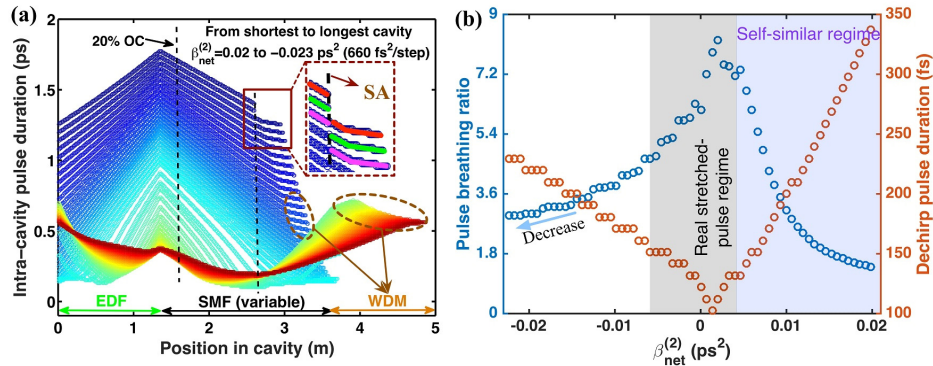 (a)
From shortest to longest cavity
20% OC
β(2)net=0.02 to −0.023 ps² (660 fs²/step)
SA
Intra−cavity pulse duration (ps)
2
1.5
1
0.5
0
EDF
SMF (variable)
WDM
0
1
2
3
4
5
Position in cavity (m)
(b)
Self-similar regime
Real stretched-
pulse regime
Decrease
Pulse breathing ratio
9
7.2
5.4
3.6
1.8
0
Dechirp pulse duration (fs)
350
300
250
200
150
100
-0.02
-0.01
0
0.01
0.02
β(2)net (ps²)